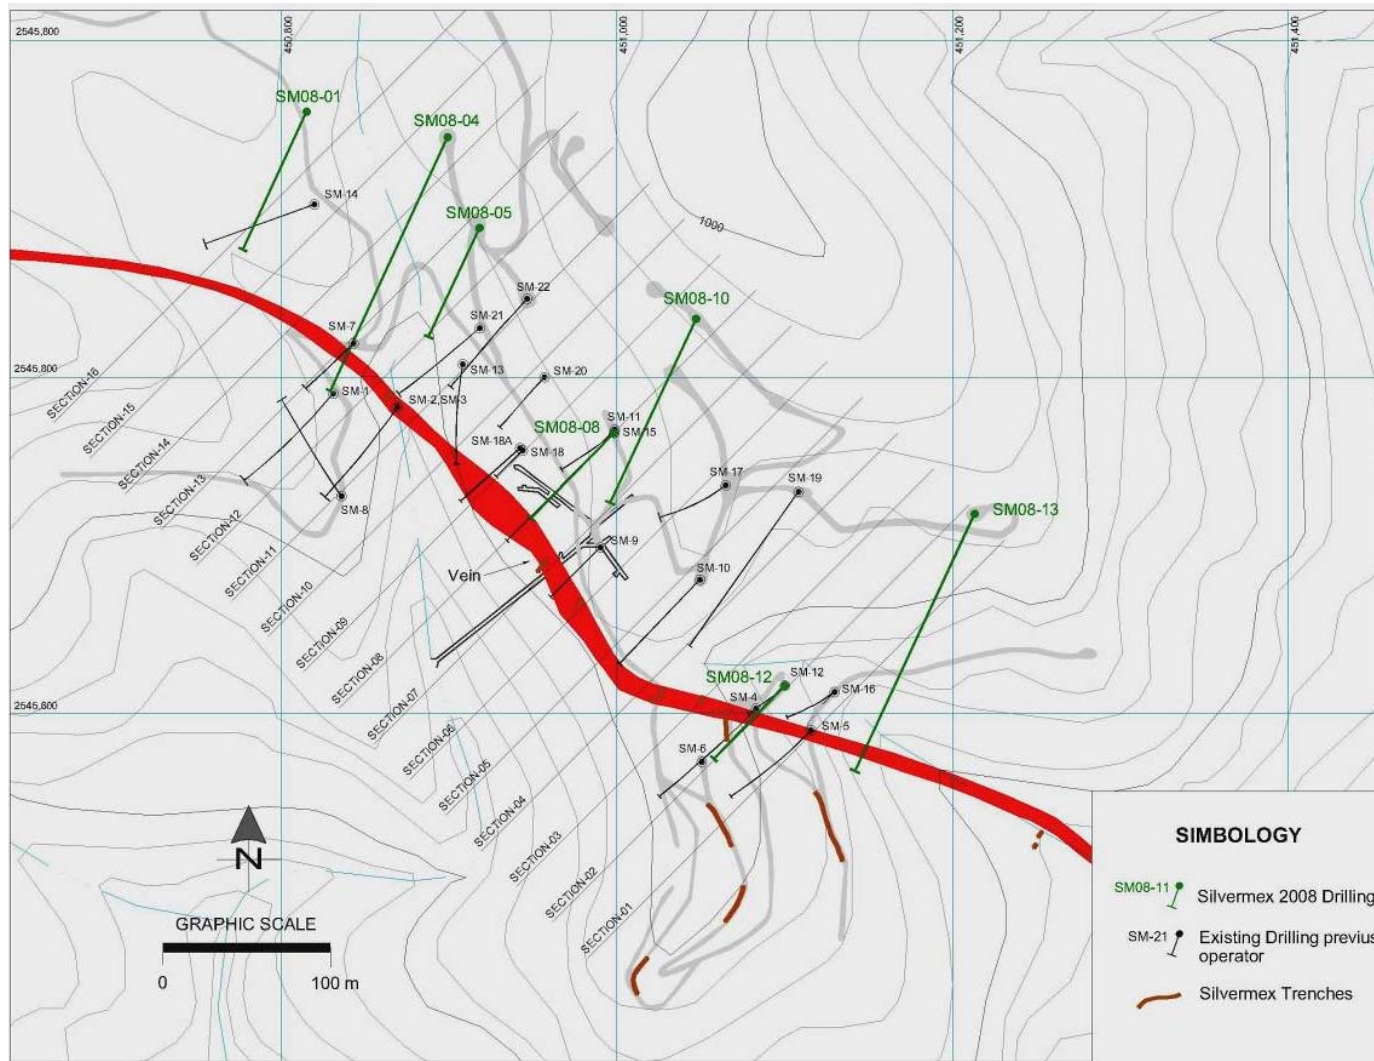 2545,800
450,800
451,000
451,200
451,400
SM08-01
SM08-04
SM-14
SM08-05
1000
SM-22
SM08-10
SM-21
SM-7
SM-13
SM-20
2545,800
SM-1
SM-2,SM-3
SM-11
SM08-08
SM-15
SM-18A
SM-18
SM-17
SM-19
SM-8
SM08-13
SM-9
Vein
SM-10
SECTION-16
SECTION-15
SECTION-14
SECTION-13
SECTION-12
SECTION-11
SECTION-10
SECTION-09
SECTION-08
SECTION-07
SECTION-06
SECTION-05
SECTION-04
SECTION-03
SECTION-02
SECTION-01
SM08-12
SM-12
SM-4
SM-16
2545,600
SM-5
SM-6
N
GRAPHIC SCALE
0 100 m
SIMBOLOGY
SM08-11 Silvermex 2008 Drilling
SM-21 Existing Drilling previus
operator
Silvermex Trenches